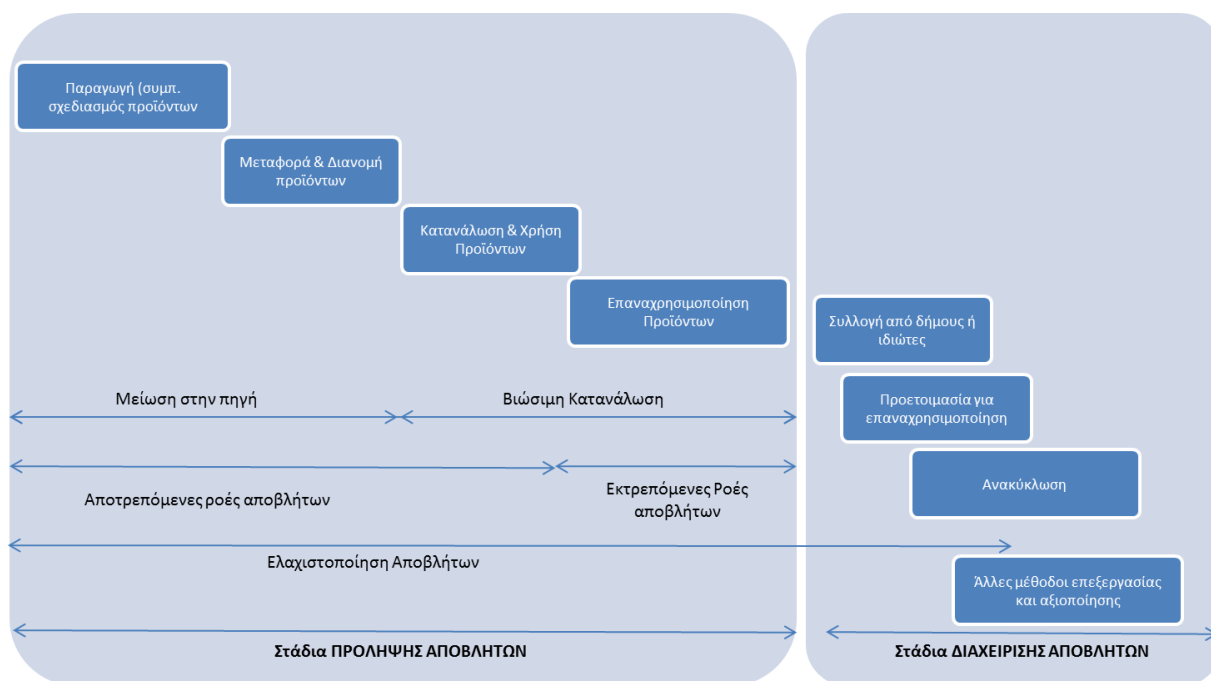 Παραγωγή (συμπ.
σχεδιασμός προϊόντων
Μεταφορά & Διανομή
προϊόντων
Κατανάλωση & Χρήση
Προϊόντων
Επαναχρησιμοποίηση
Προϊόντων
Συλλογή από δήμους ή
ιδιώτες
Προετοιμασία για
επαναχρησιμοποίηση
Ανακύκλωση
Άλλες μέθοδοι επεξεργασίας
και αξιοποίησης
Μείωση στην πηγή
Βιώσιμη Κατανάλωση
Αποτρεπόμενες ροές αποβλήτων
Εκτρεπόμενες Ροές
αποβλήτων
Ελαχιστοποίηση Αποβλήτων
Στάδια ΠΡΟΛΗΨΗΣ ΑΠΟΒΛΗΤΩΝ
Στάδια ΔΙΑΧΕΙΡΙΣΗΣ ΑΠΟΒΛΗΤΩΝ